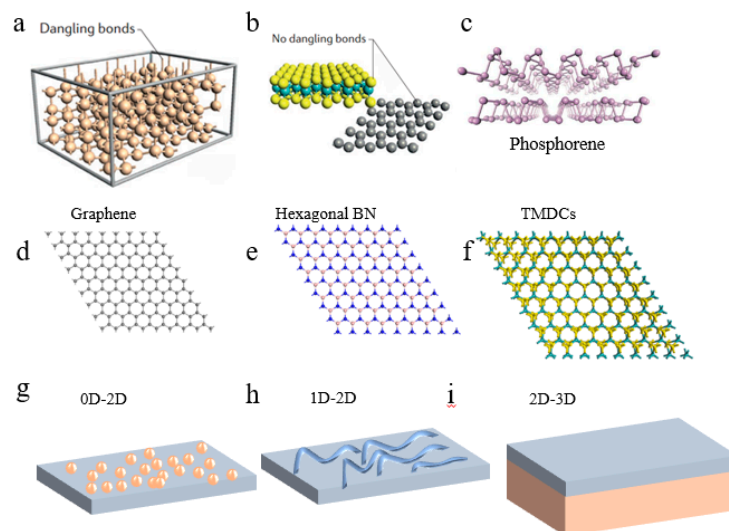 a
Dangling bonds
b
No dangling bonds
c
Phosphorene
d
Graphene
e
Hexagonal BN
f
TMDCs
g
0D-2D
h
1D-2D
i
2D-3D